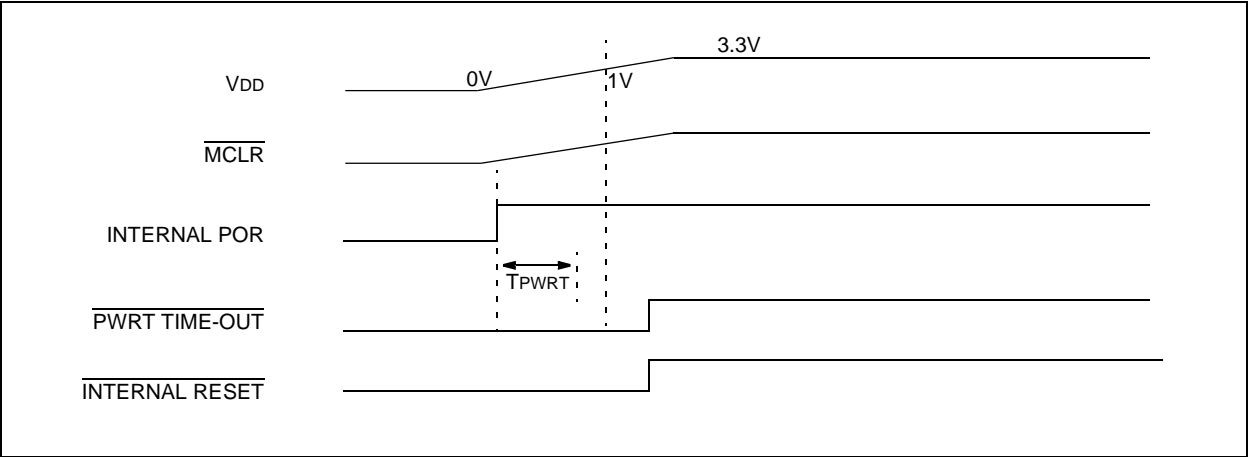 3.3V
VDD 0V 1V
MCLR
INTERNAL POR
TPWRT
PWRT TIME-OUT
INTERNAL RESET